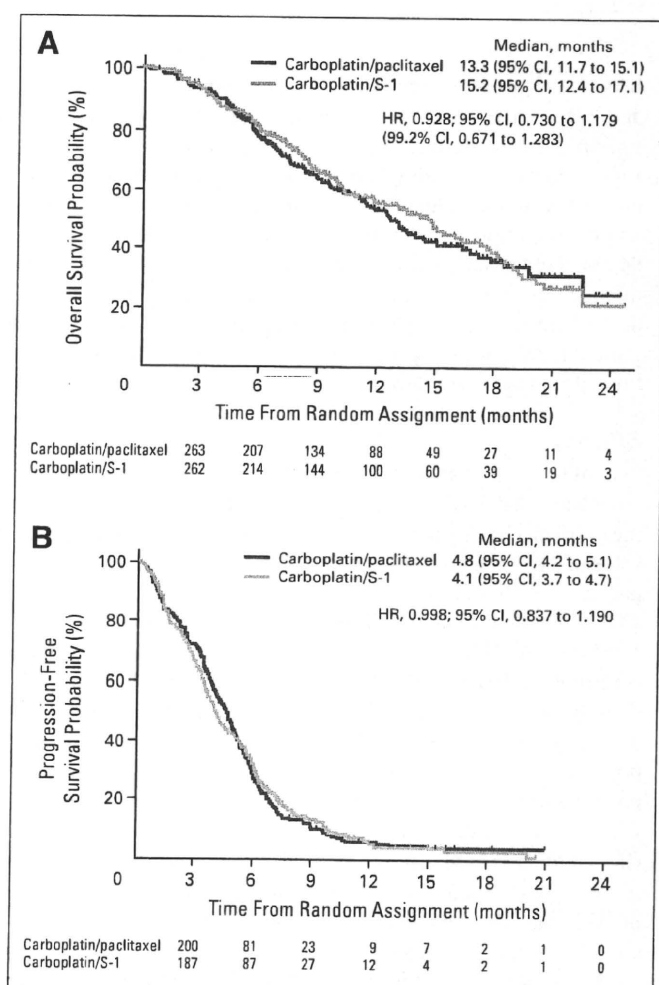 A
Median, months
Carboplatin/paclitaxel 13.3 (95% CI, 11.7 to 15.1)
Carboplatin/S-1 15.2 (95% CI, 12.4 to 17.1)
HR, 0.928; 95% CI, 0.730 to 1.179
(99.2% CI, 0.671 to 1.283)
Overall Survival Probability (%)
100
80
60
40
20
0 3 6 9 12 15 18 21 24
Time From Random Assignment (months)
Carboplatin/paclitaxel 263 207 134 88 49 27 11 4
Carboplatin/S-1 262 214 144 100 60 39 19 3
B
Median, months
Carboplatin/paclitaxel 4.8 (95% CI, 4.2 to 5.1)
Carboplatin/S-1 4.1 (95% CI, 3.7 to 4.7)
HR, 0.998; 95% CI, 0.837 to 1.190
Progression-Free
Survival Probability (%)
100
80
60
40
20
0 3 6 9 12 15 18 21 24
Time From Random Assignment (months)
Carboplatin/paclitaxel 200 81 23 9 7 2 1 0
Carboplatin/S-1 187 87 27 12 4 2 1 0